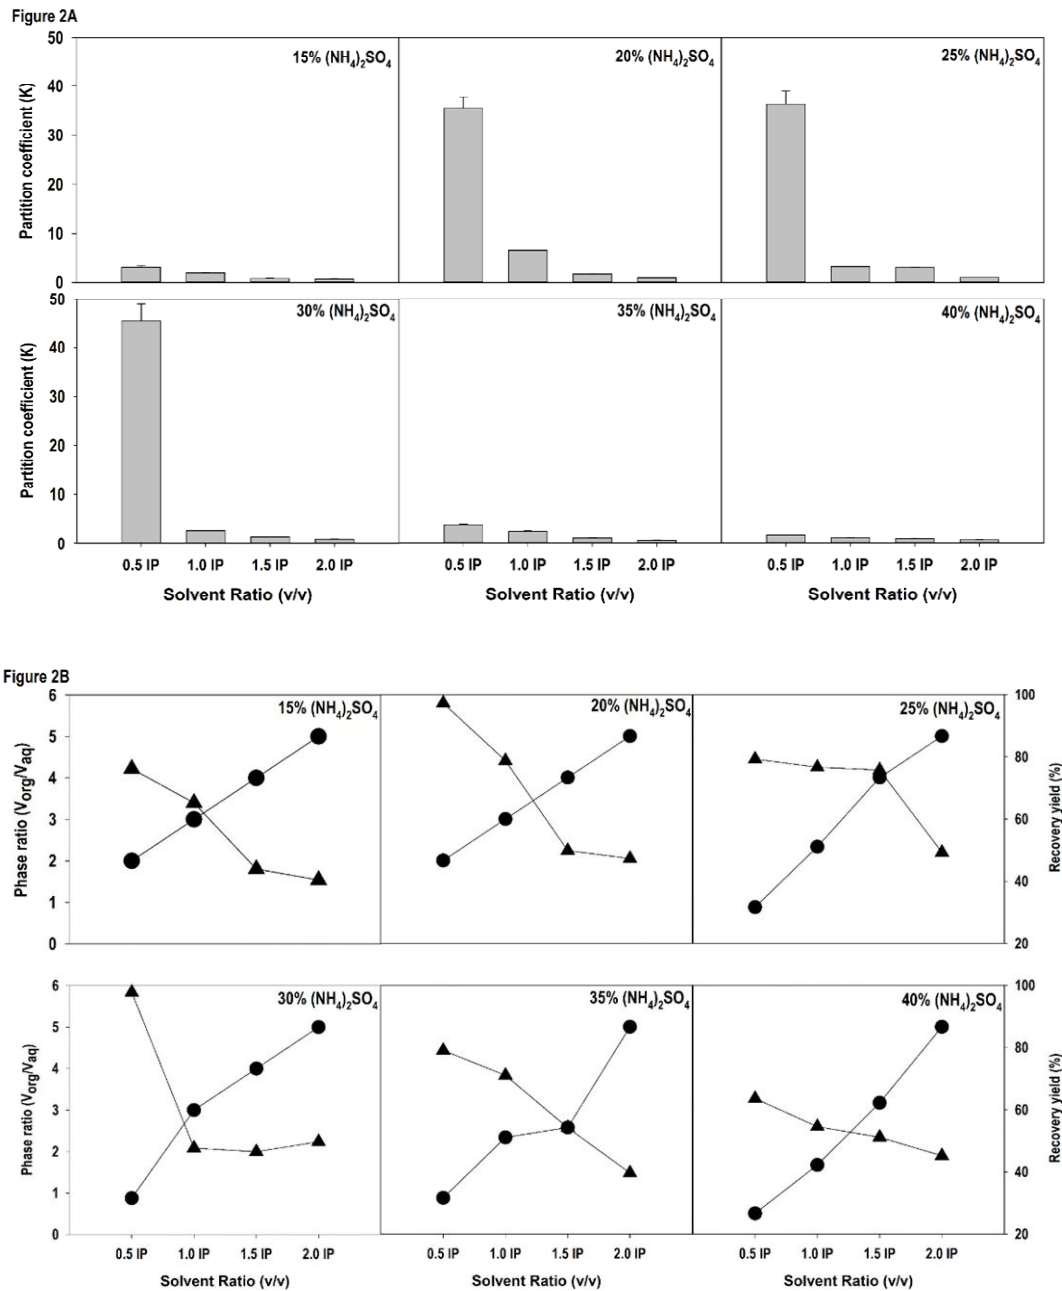 Figure 2A
50
40
30
20
10
0
Partition coefficient (K)
15% (NH₄)₂SO₄
20% (NH₄)₂SO₄
25% (NH₄)₂SO₄
50
40
30
20
10
0
Partition coefficient (K)
30% (NH₄)₂SO₄
35% (NH₄)₂SO₄
40% (NH₄)₂SO₄
0.5 IP 1.0 IP 1.5 IP 2.0 IP
0.5 IP 1.0 IP 1.5 IP 2.0 IP
0.5 IP 1.0 IP 1.5 IP 2.0 IP
Solvent Ratio (v/v)
Solvent Ratio (v/v)
Solvent Ratio (v/v)
Figure 2B
6
5
4
3
2
1
0
Phase ratio (Vorg/Vaq)
15% (NH₄)₂SO₄
20% (NH₄)₂SO₄
25% (NH₄)₂SO₄
100
80
60
40
20
Recovery yield (%)
6
5
4
3
2
1
0
Phase ratio (Vorg/Vaq)
30% (NH₄)₂SO₄
35% (NH₄)₂SO₄
40% (NH₄)₂SO₄
100
80
60
40
20
Recovery yield (%)
0.5 IP 1.0 IP 1.5 IP 2.0 IP
0.5 IP 1.0 IP 1.5 IP 2.0 IP
0.5 IP 1.0 IP 1.5 IP 2.0 IP
Solvent Ratio (v/v)
Solvent Ratio (v/v)
Solvent Ratio (v/v)